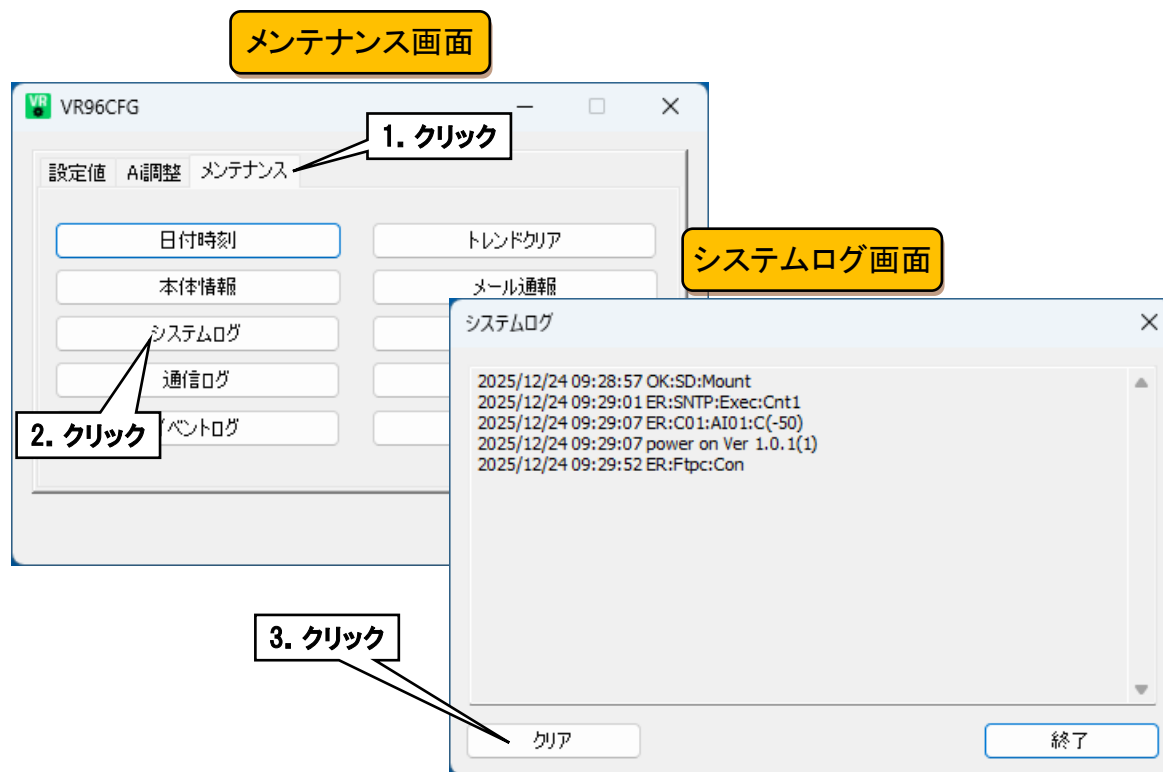 メンテナンス画面
VR96CFG
1. クリック
設定値 Ai調整 メンテナンス
日付時刻 トレンドクリア
本体情報 メール通報
システムログ
通信ログ
ベントログ
2. クリック
システムログ画面
システムログ
2025/12/24 09:28:57 OK:SD:Mount
2025/12/24 09:29:01 ER:SNTP:Exec:Cnt1
2025/12/24 09:29:07 ER:C01:AI01:C(-50)
2025/12/24 09:29:07 power on Ver 1.0.1(1)
2025/12/24 09:29:52 ER:Ftpc:Con
3. クリック
クリア 終了